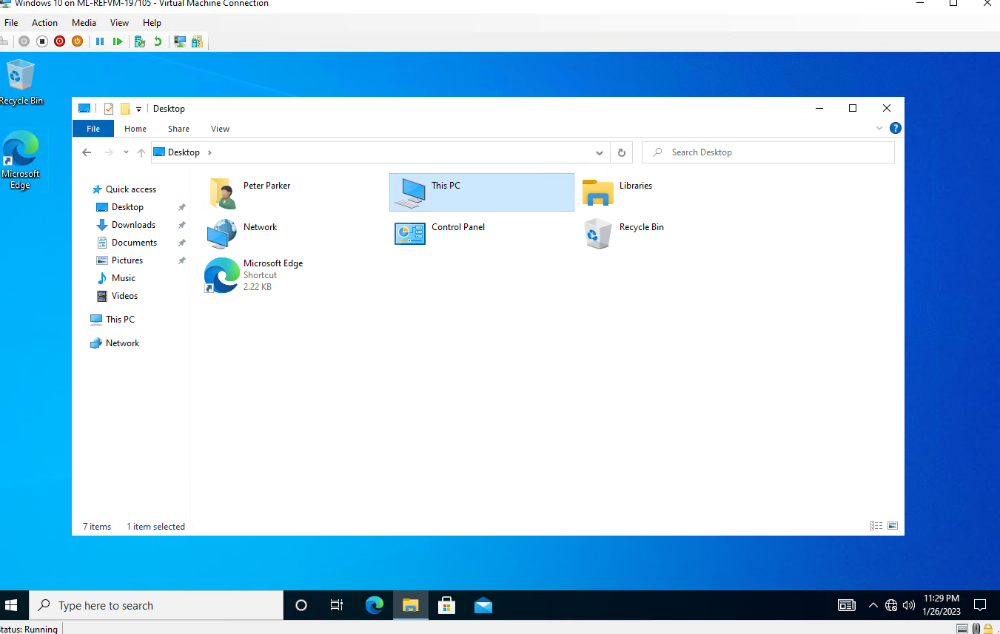 Windows 10 on ML-REFVM-197105 - Virtual Machine Connection
File Action Media View Help
Recycle Bin
Microsoft
Edge
Desktop
File Home Share View
?
Desktop
Search Desktop
Quick access
Desktop
Downloads
Documents
Pictures
Music
Videos
This PC
Network
Peter Parker
This PC
Libraries
Network
Control Panel
Recycle Bin
Microsoft Edge
Shortcut
2.22 KB
7 items 1 item selected
Type here to search
11:29 PM
1/26/2023
Status: Running